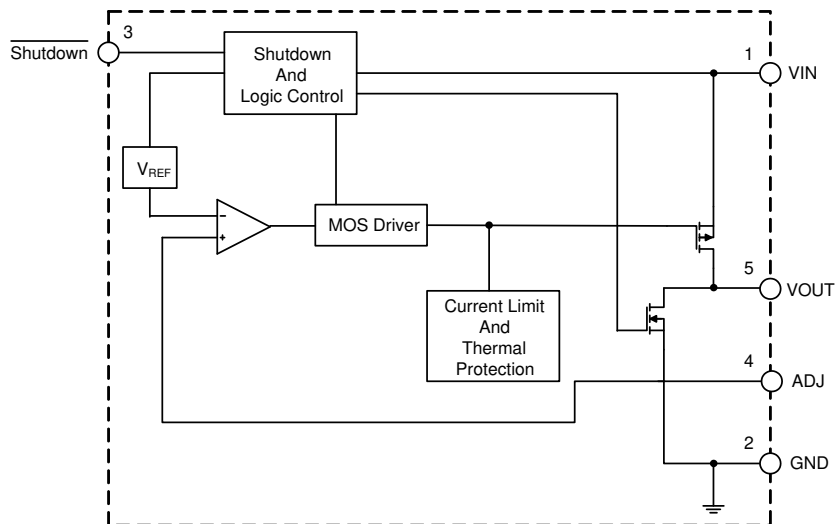 3
Shutdown
Shutdown
And
Logic Control
1
VIN
VREF
−
+
MOS Driver
5
VOUT
Current Limit
And
Thermal
Protection
4
ADJ
2
GND